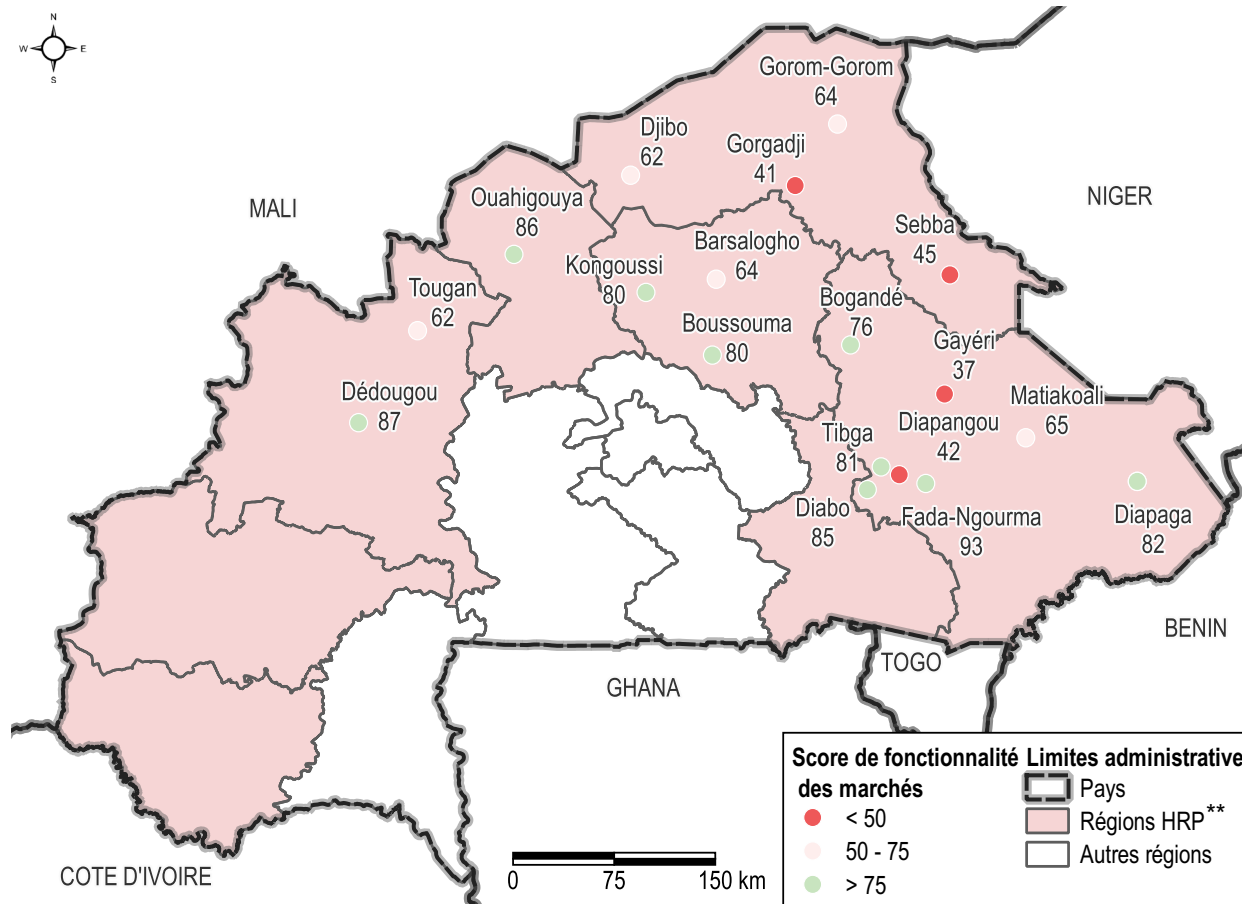 N
W
E
S
Gorom-Gorom
64
Djibo
62
Gorgadji
41
MALI
NIGER
Ouahigouya
86
Sebba
45
Barsalogho
64
Kongoussi
80
Tougan
62
Bogandé
76
Boussouma
80
Gayéri
37
Dédougou
87
Matiakoali
65
Diapangou
42
Tibga
81
Diabo
85
Fada-Ngourma
93
Diapaga
82
BENIN
TOGO
GHANA
COTE D'IVOIRE
0 75 150 km
Score de fonctionnalité
des marchés
< 50
50 - 75
> 75
Limites administrative
Pays
Régions HRP**
Autres régions